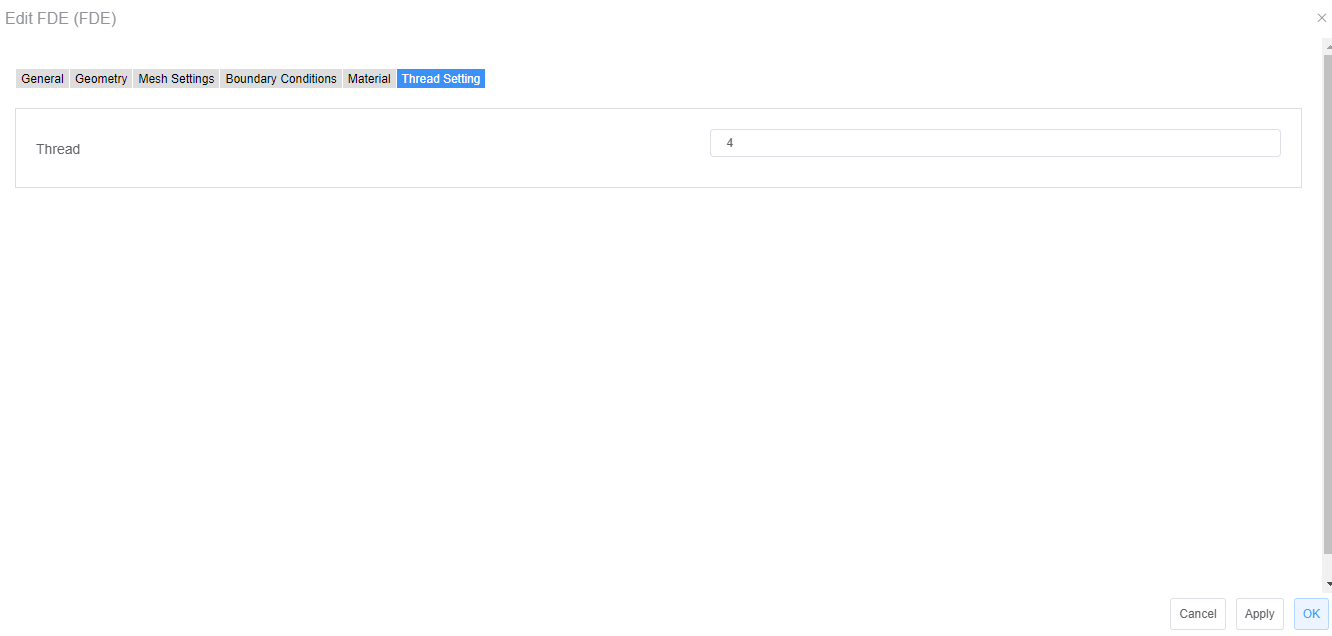 Edit FDE (FDE)
General Geometry Mesh Settings Boundary Conditions Material Thread Setting
Thread 4
Cancel Apply OK